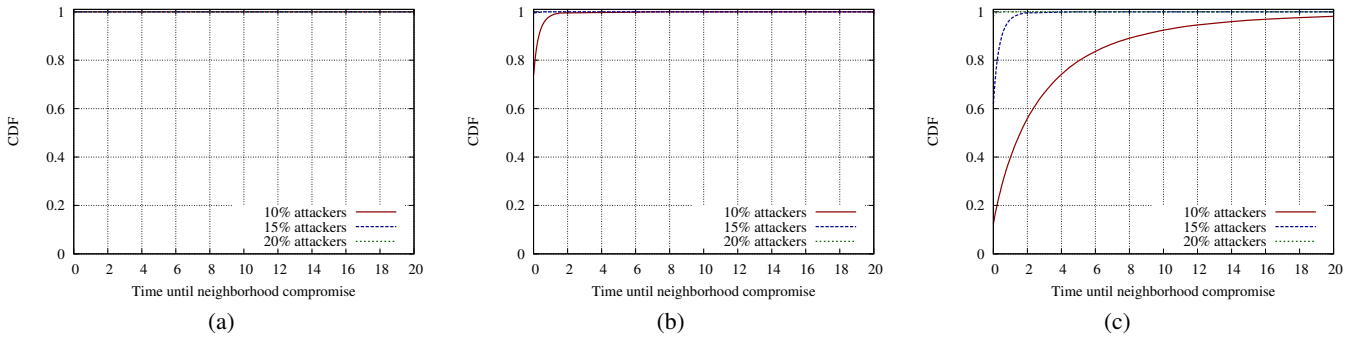 1
0.8
0.6
0.4
0.2
0
CDF
10% attackers
15% attackers
20% attackers
0 2 4 6 8 10 12 14 16 18 20
Time until neighborhood compromise
(a)
1
0.8
0.6
0.4
0.2
0
CDF
10% attackers
15% attackers
20% attackers
0 2 4 6 8 10 12 14 16 18 20
Time until neighborhood compromise
(b)
1
0.8
0.6
0.4
0.2
0
CDF
10% attackers
15% attackers
20% attackers
0 2 4 6 8 10 12 14 16 18 20
Time until neighborhood compromise
(c)